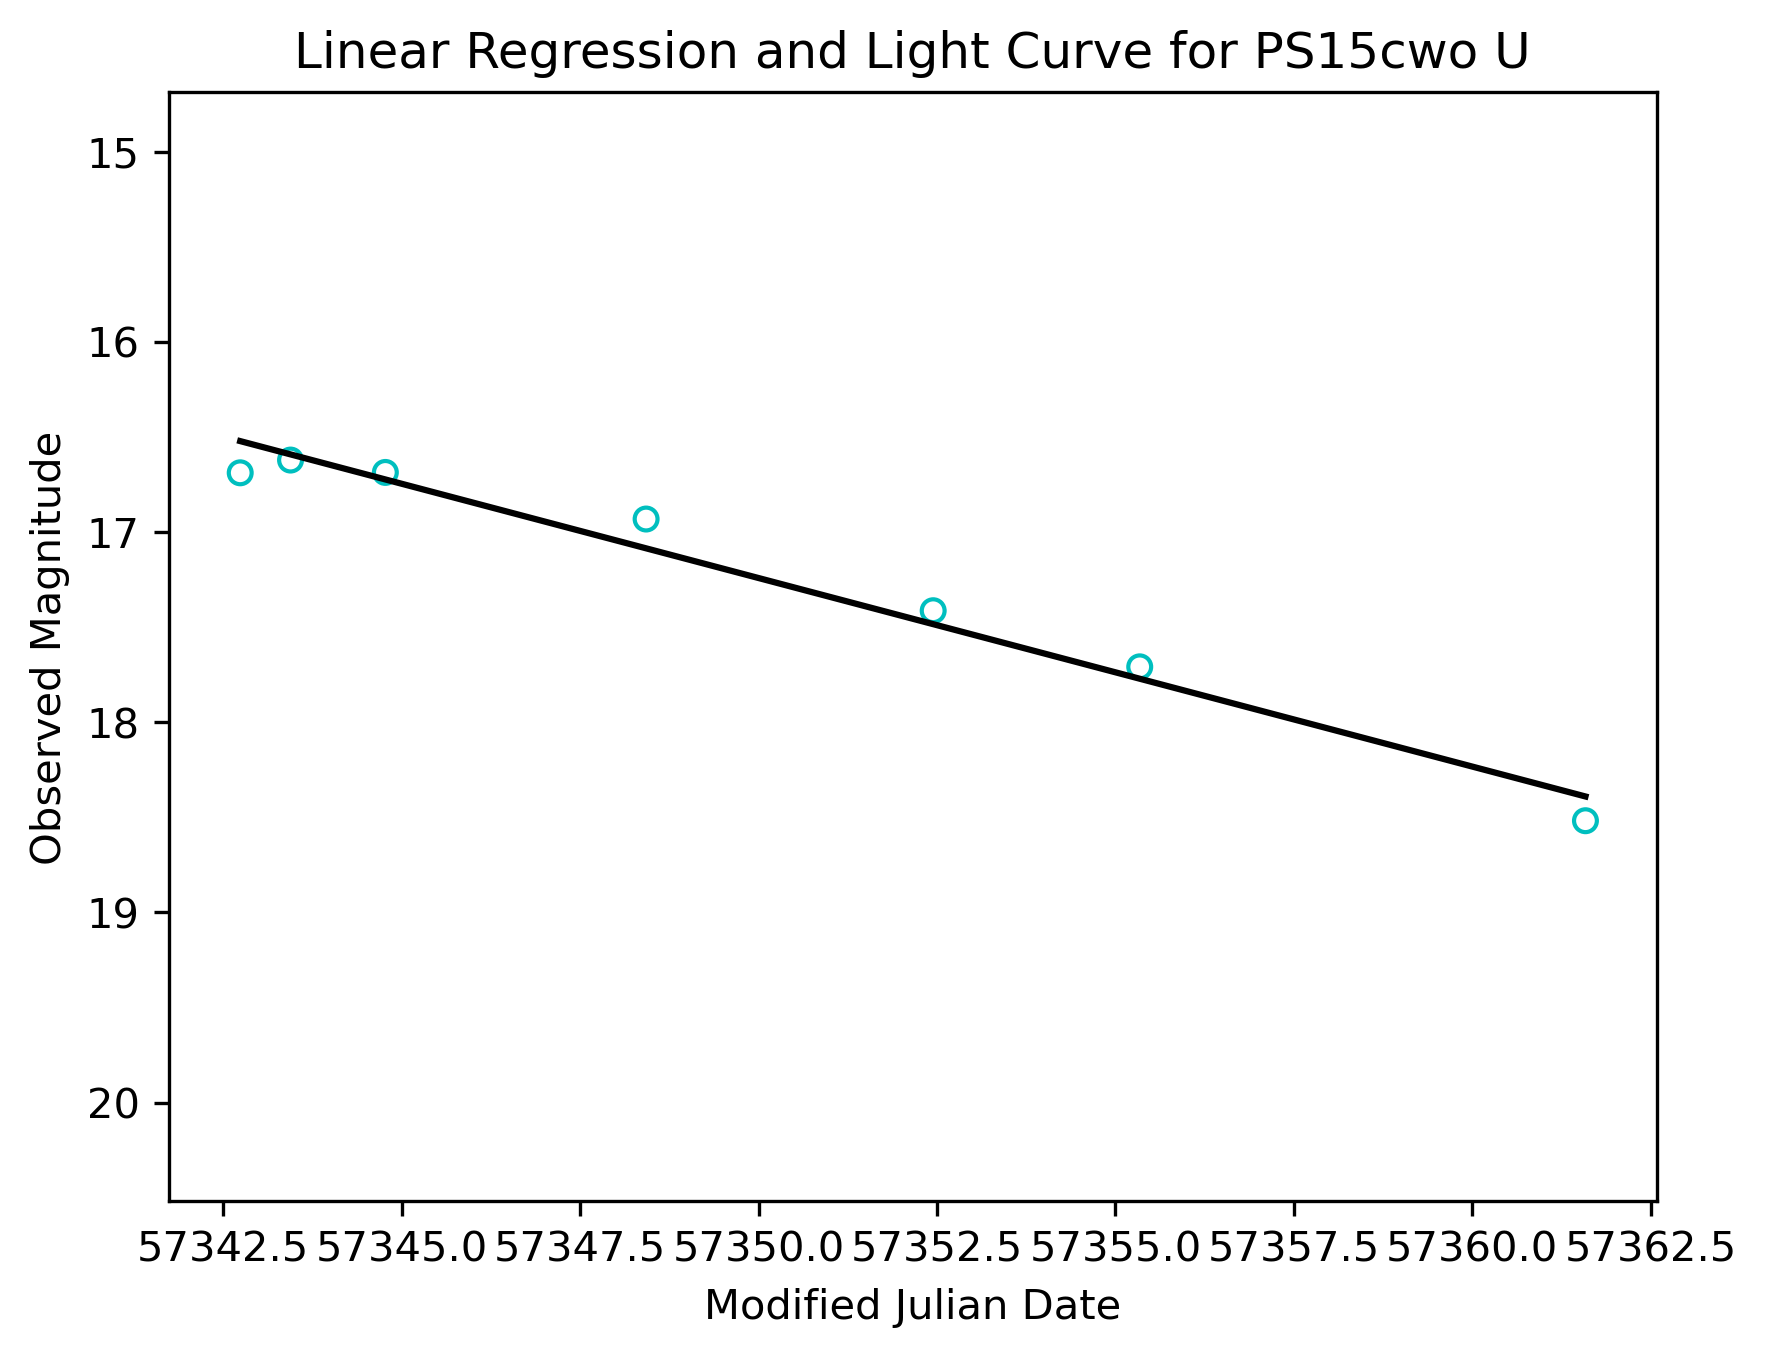 Linear Regression and Light Curve for PS15cwo U
15
16
17
18
19
20
Observed Magnitude
57342.5 57345.0 57347.5 57350.0 57352.5 57355.0 57357.5 57360.0 57362.5
Modified Julian Date